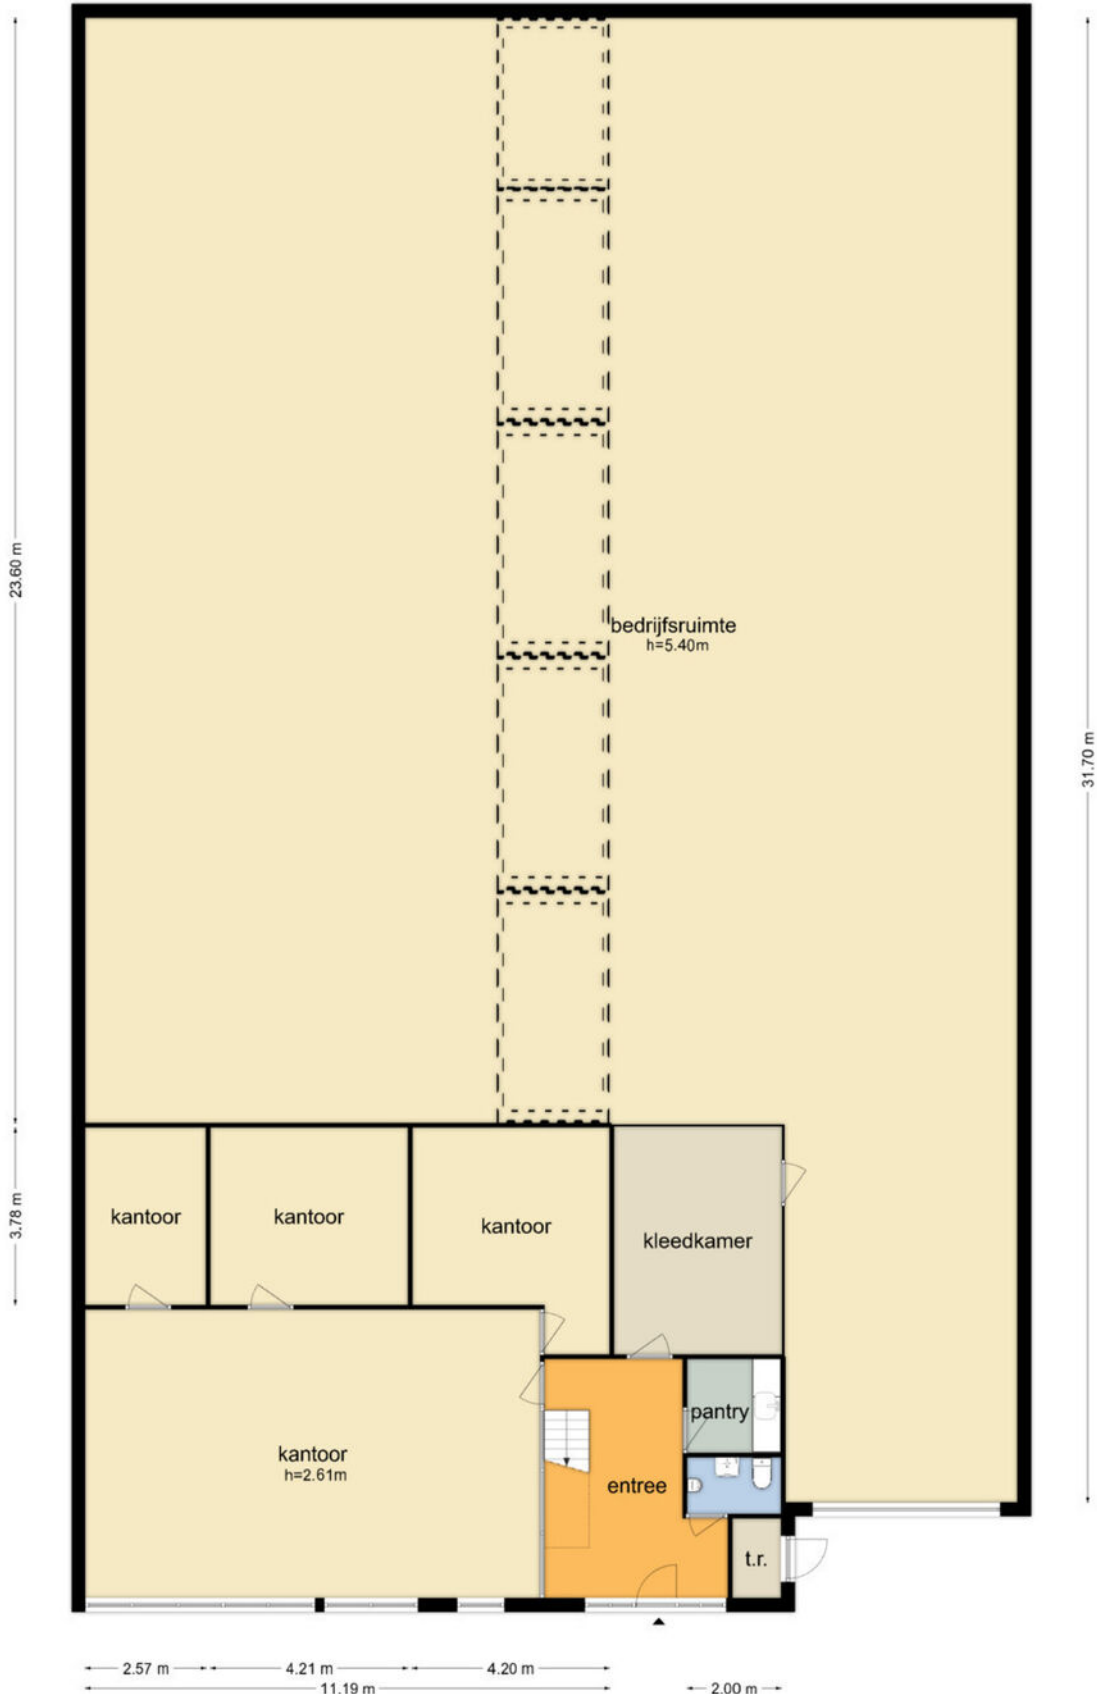 23.60 m
bedrijfsruimte
h=5.40m
31.70 m
3.78 m
kantoor
kantoor
kantoor
kleedkamer
pantry
kantoor
h=2.61m
entree
t.r.
2.57 m
4.21 m
4.20 m
11.19 m
2.00 m